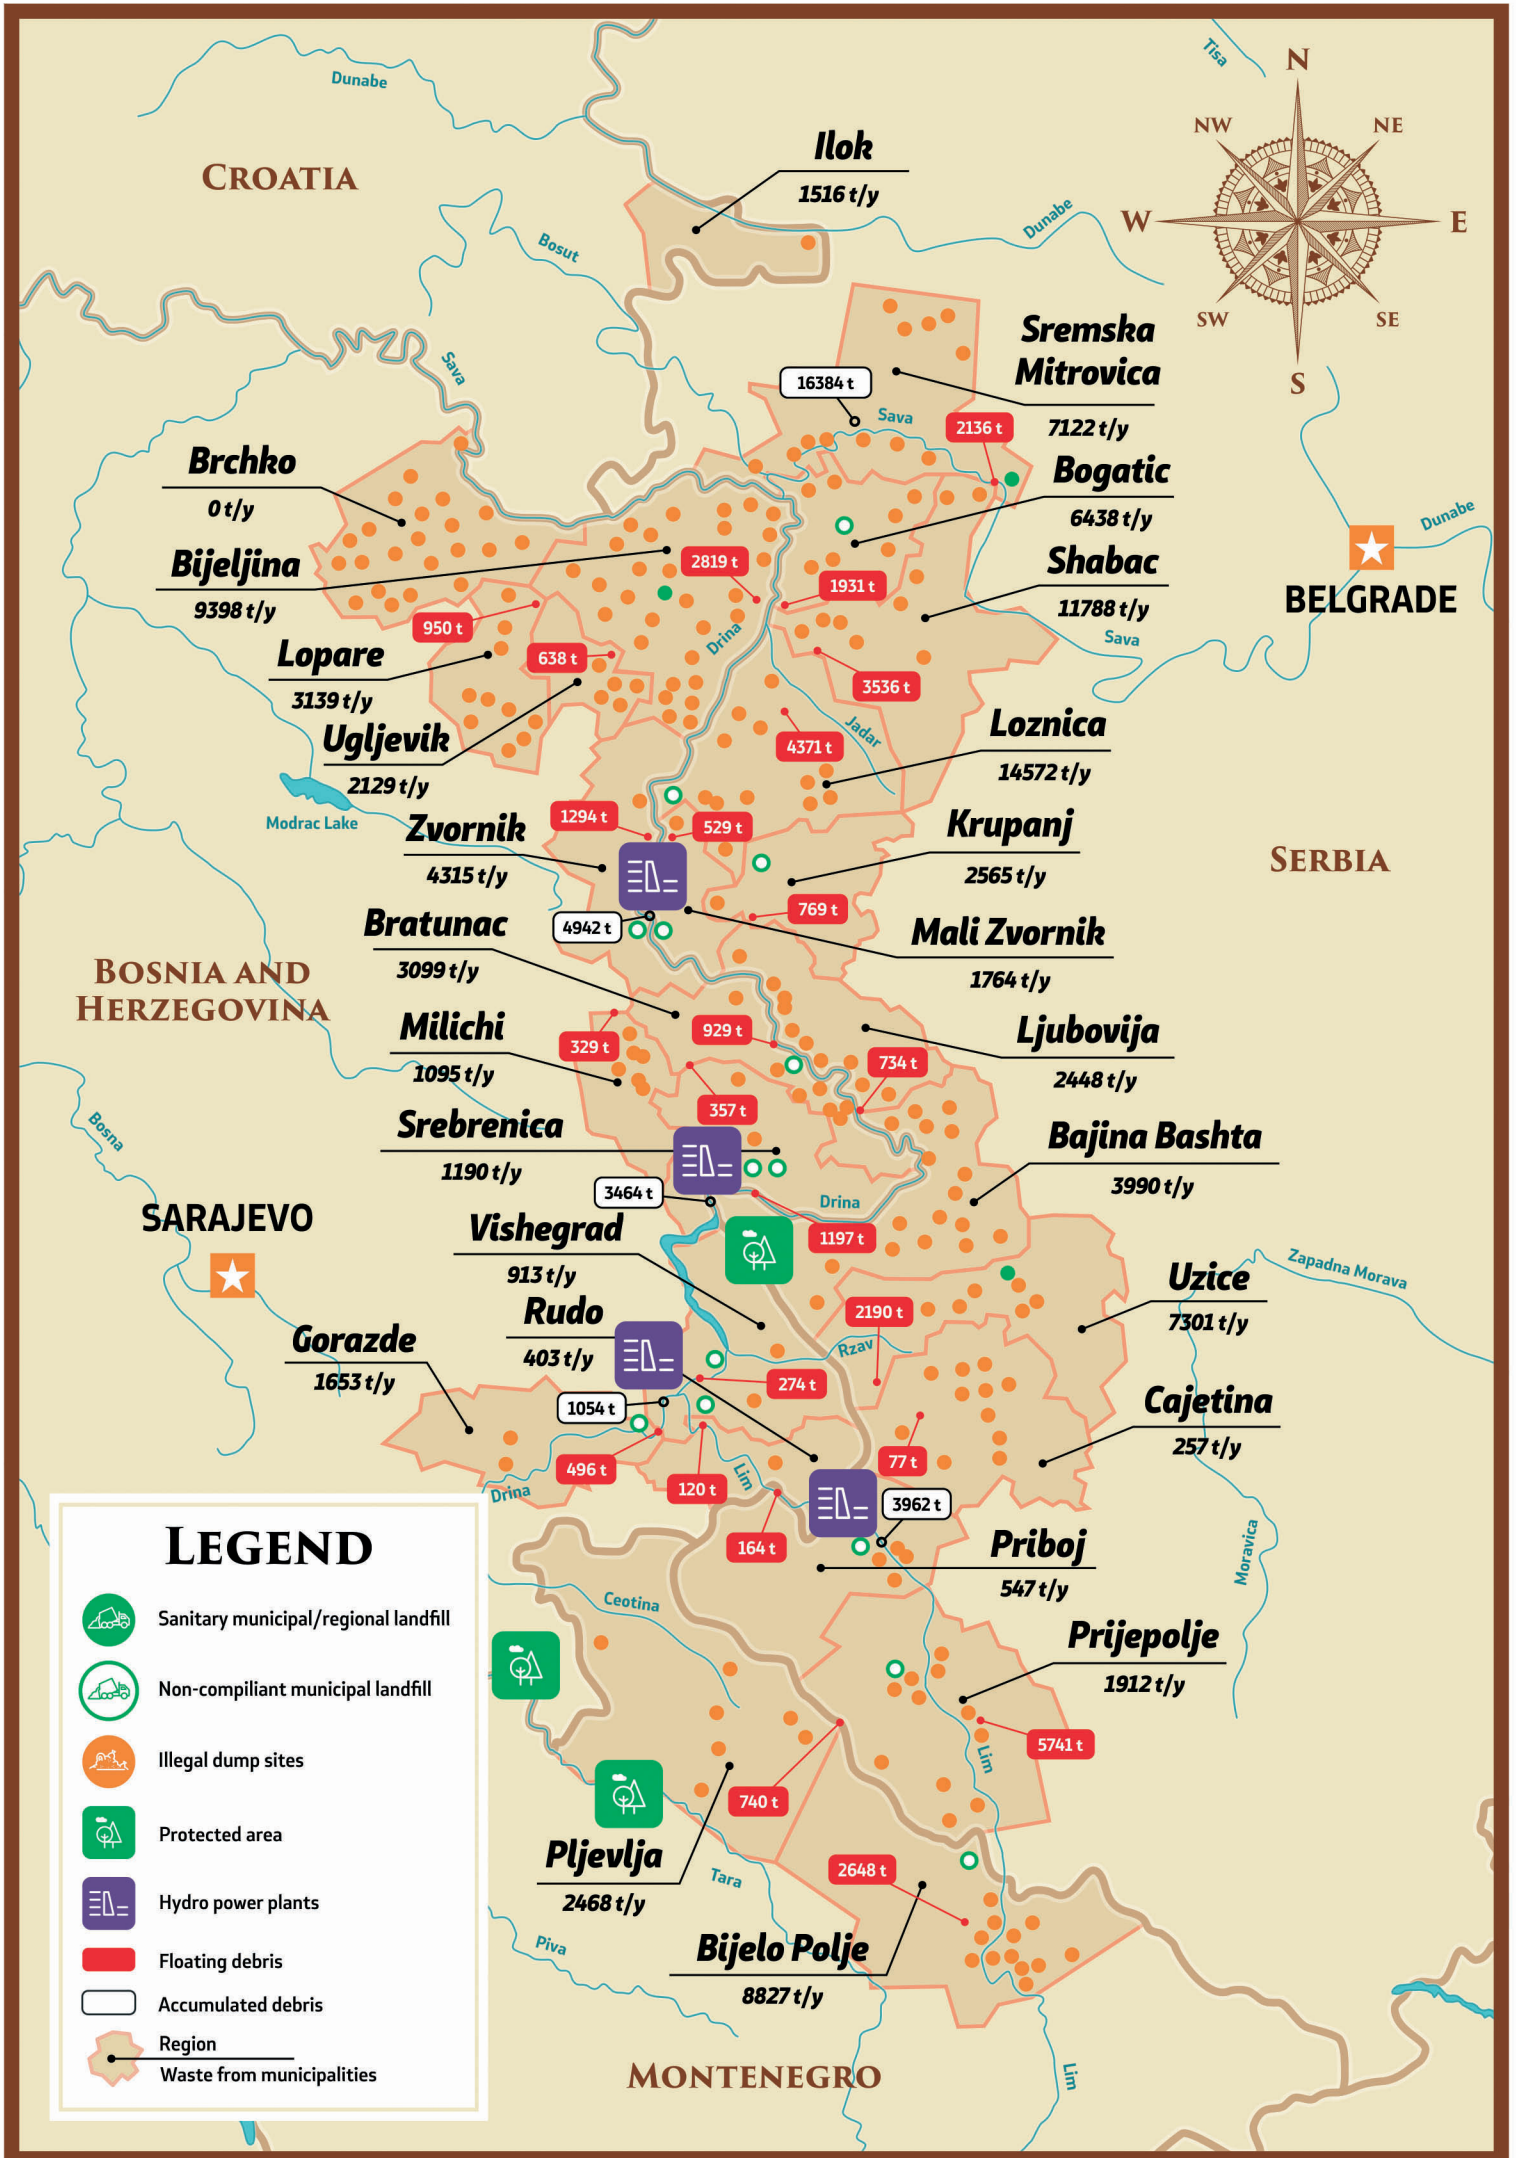 Tisa
Dunabe
N
NW
NE
W
E
SW
SE
S
CROATIA
Ilok
1516 t/y
Dunabe
Bosut
Sremska
Mitrovica
7122 t/y
16384 t
Sava
2136 t
Sava
Brchko
0 t/y
Bogatic
6438 t/y
Dunabe
Bijeljina
9398 t/y
2819 t
1931 t
Shabac
11788 t/y
BELGRADE
950 t
Drina
Sava
Lopare
3139 t/y
638 t
3536 t
Ugljevik
2129 t/y
4371 t
Jadar
Loznica
14572 t/y
Modrac Lake
Zvornik
4315 t/y
1294 t
529 t
Krupanj
2565 t/y
SERBIA
769 t
Bratunac
3099 t/y
4942 t
Mali Zvornik
1764 t/y
BOSNIA AND
HERZEGOVINA
Milichi
1095 t/y
329 t
929 t
734 t
Ljubovija
2448 t/y
357 t
Bosna
Srebrenica
1190 t/y
Bajina Bashta
3990 t/y
3464 t
Drina
SARAJEVO
Vishegrad
913 t/y
1197 t
Zapadna Morava
Rudo
403 t/y
Uzice
7301 t/y
2190 t
Rzav
Gorazde
1653 t/y
274 t
1054 t
Cajetina
257 t/y
496 t
120 t
Lim
77 t
Drina
3962 t
164 t
Priboj
547 t/y
Moravica
Ceotina
Prijepolje
1912 t/y
5741 t
Lim
740 t
Pljevlja
2468 t/y
Tara
2648 t
Piva
Bijelo Polje
8827 t/y
MONTENEGRO
Lim
LEGEND
Sanitary municipal/regional landfill
Non-compiliant municipal landfill
Illegal dump sites
Protected area
Hydro power plants
Floating debris
Accumulated debris
Region
Waste from municipalities